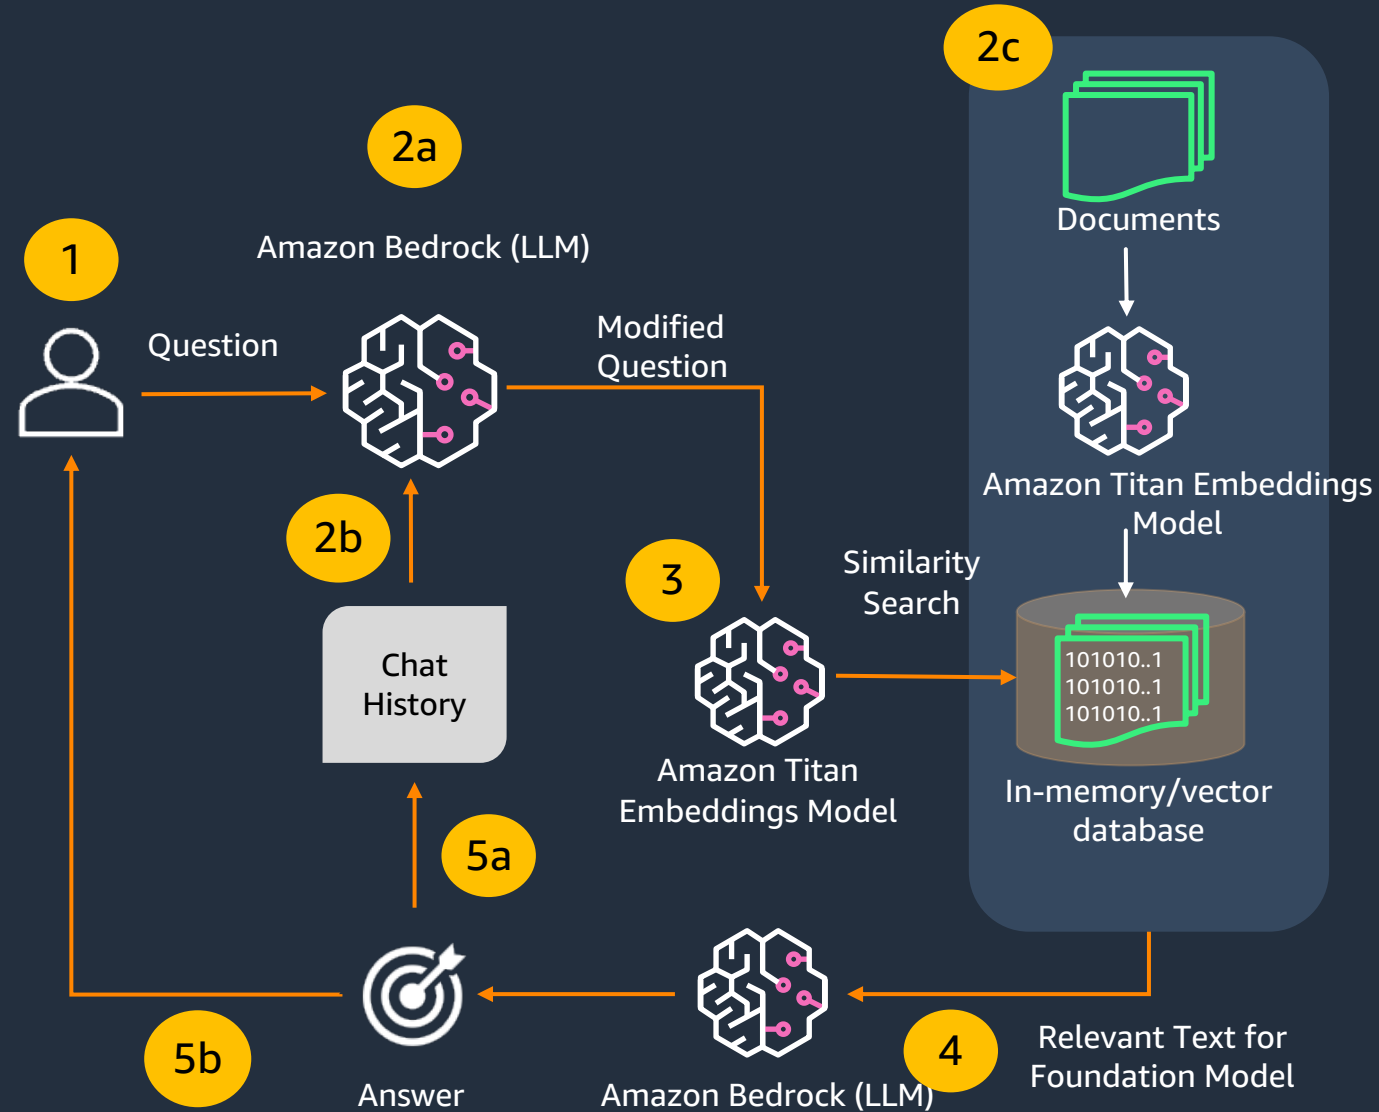 2c
Documents
2a
Amazon Bedrock (LLM)
1
Question
Modified
Question
Amazon Titan Embeddings
Model
2b
3
Similarity
Search
Chat
History
101010..1
101010..1
101010..1
Amazon Titan
Embeddings Model
In-memory/vector
database
5a
5b
Answer
Amazon Bedrock (LLM)
4
Relevant Text for
Foundation Model